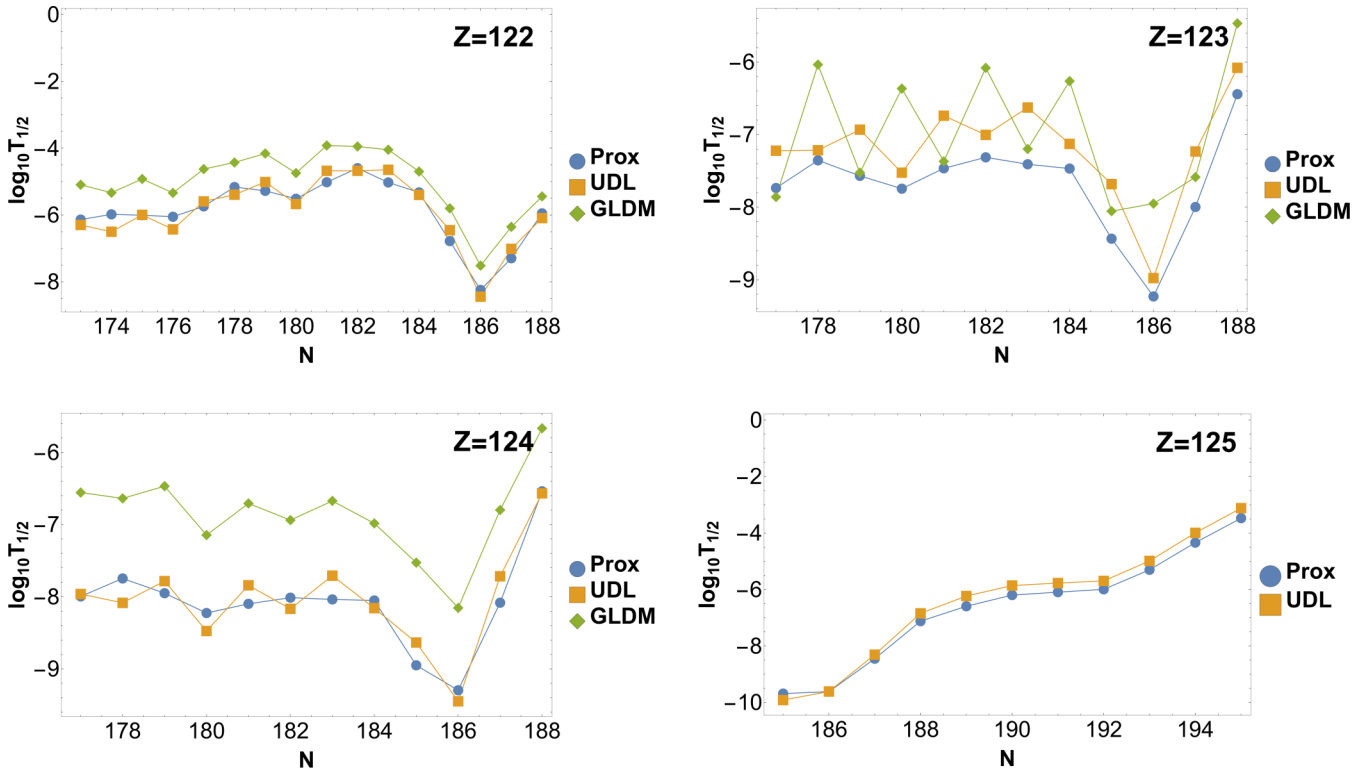 Z=122
0
−2
−4
−6
−8
log10T1/2
174 176 178 180 182 184 186 188
N
Prox
UDL
GLDM
Z=123
−6
−7
−8
−9
log10T1/2
178 180 182 184 186 188
N
Prox
UDL
GLDM
Z=124
−6
−7
−8
−9
log10T1/2
178 180 182 184 186 188
N
Prox
UDL
GLDM
Z=125
0
−2
−4
−6
−8
−10
log10T1/2
186 188 190 192 194
N
Prox
UDL